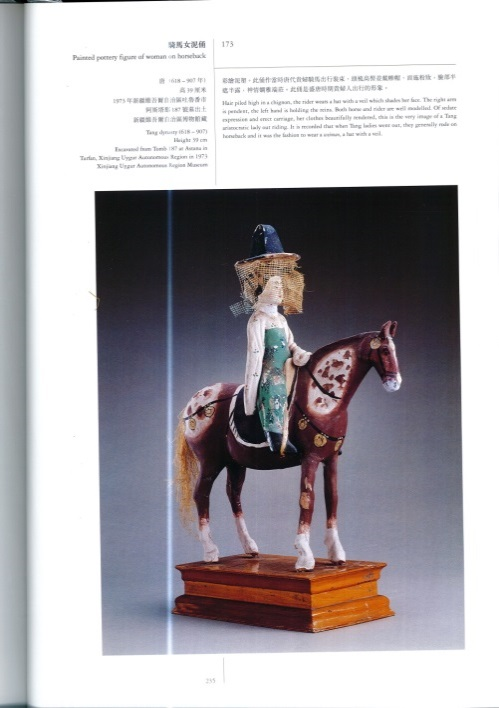 騎馬女泥俑
Painted pottery figure of woman on horseback
唐（618－907年）
高 39 厘米
1973年新疆維吾爾自治區吐魯番市
阿斯塔那 187 號墓出土
新疆維吾爾自治區博物館藏
Tang dynasty (618 – 907)
Height 39 cm
Excavated from Tomb 187 at Astana in
Turfan, Xinjiang Uygur Autonomous Region in 1973
Xinjiang Uygur Autonomous Region Museum
173
Hair piled high in a chignon, the rider wears a hat with a veil which shades her face. The right arm
is pendent, the left hand is holding the reins. Both horse and rider are well modelled. Of sedate
expression and erect carriage, her clothes beautifully rendered, this is the very image of a Tang
aristocratic lady out riding. It is recorded that when Tang ladies went out, they generally rode on
horseback and it was the fashion to wear a weimao, a hat with a veil.
235